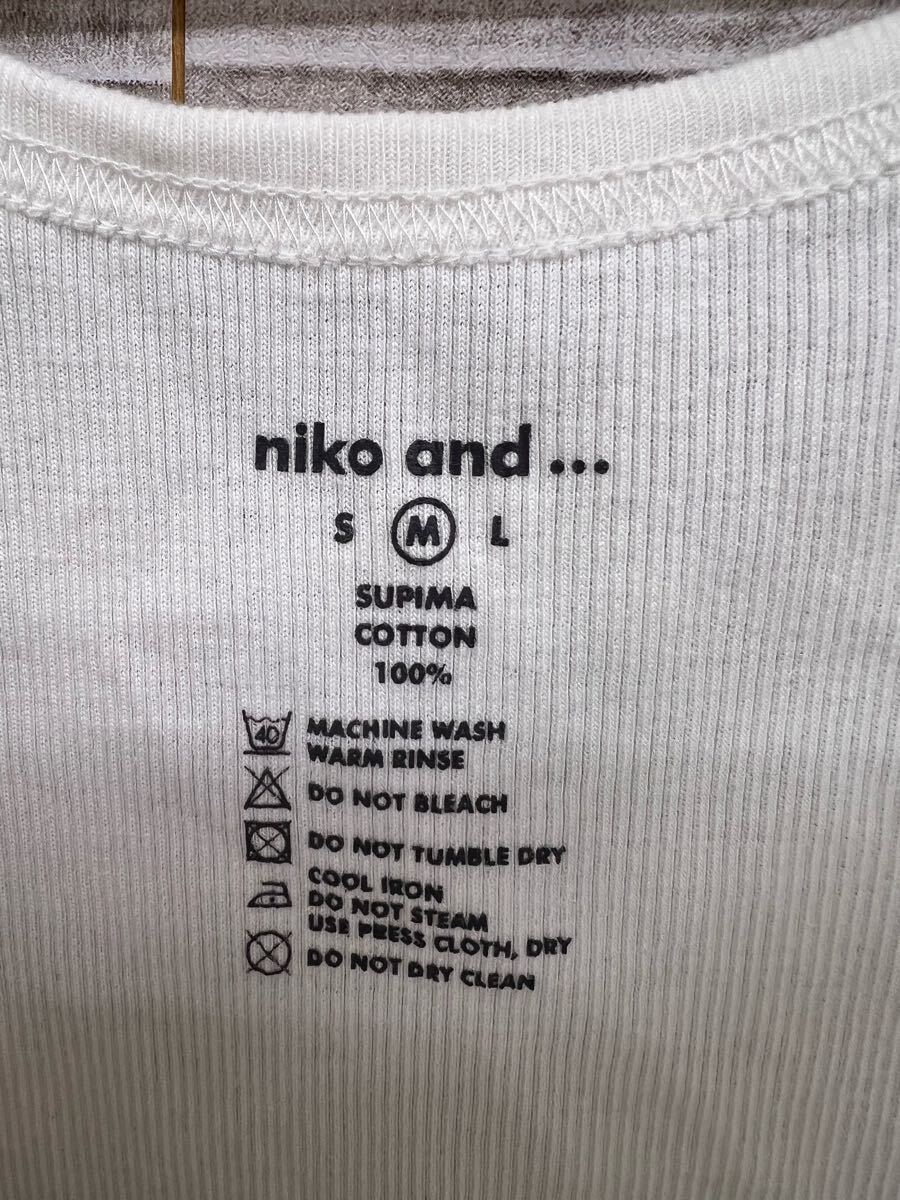 niko and ...
S M L
SUPIMA
COTTON
100%
40 MACHINE WASH
WARM RINSE
DO NOT BLEACH
DO NOT TUMBLE DRY
COOL IRON
DO NOT STEAM
USE PRESS CLOTH, DRY
DO NOT DRY CLEAN